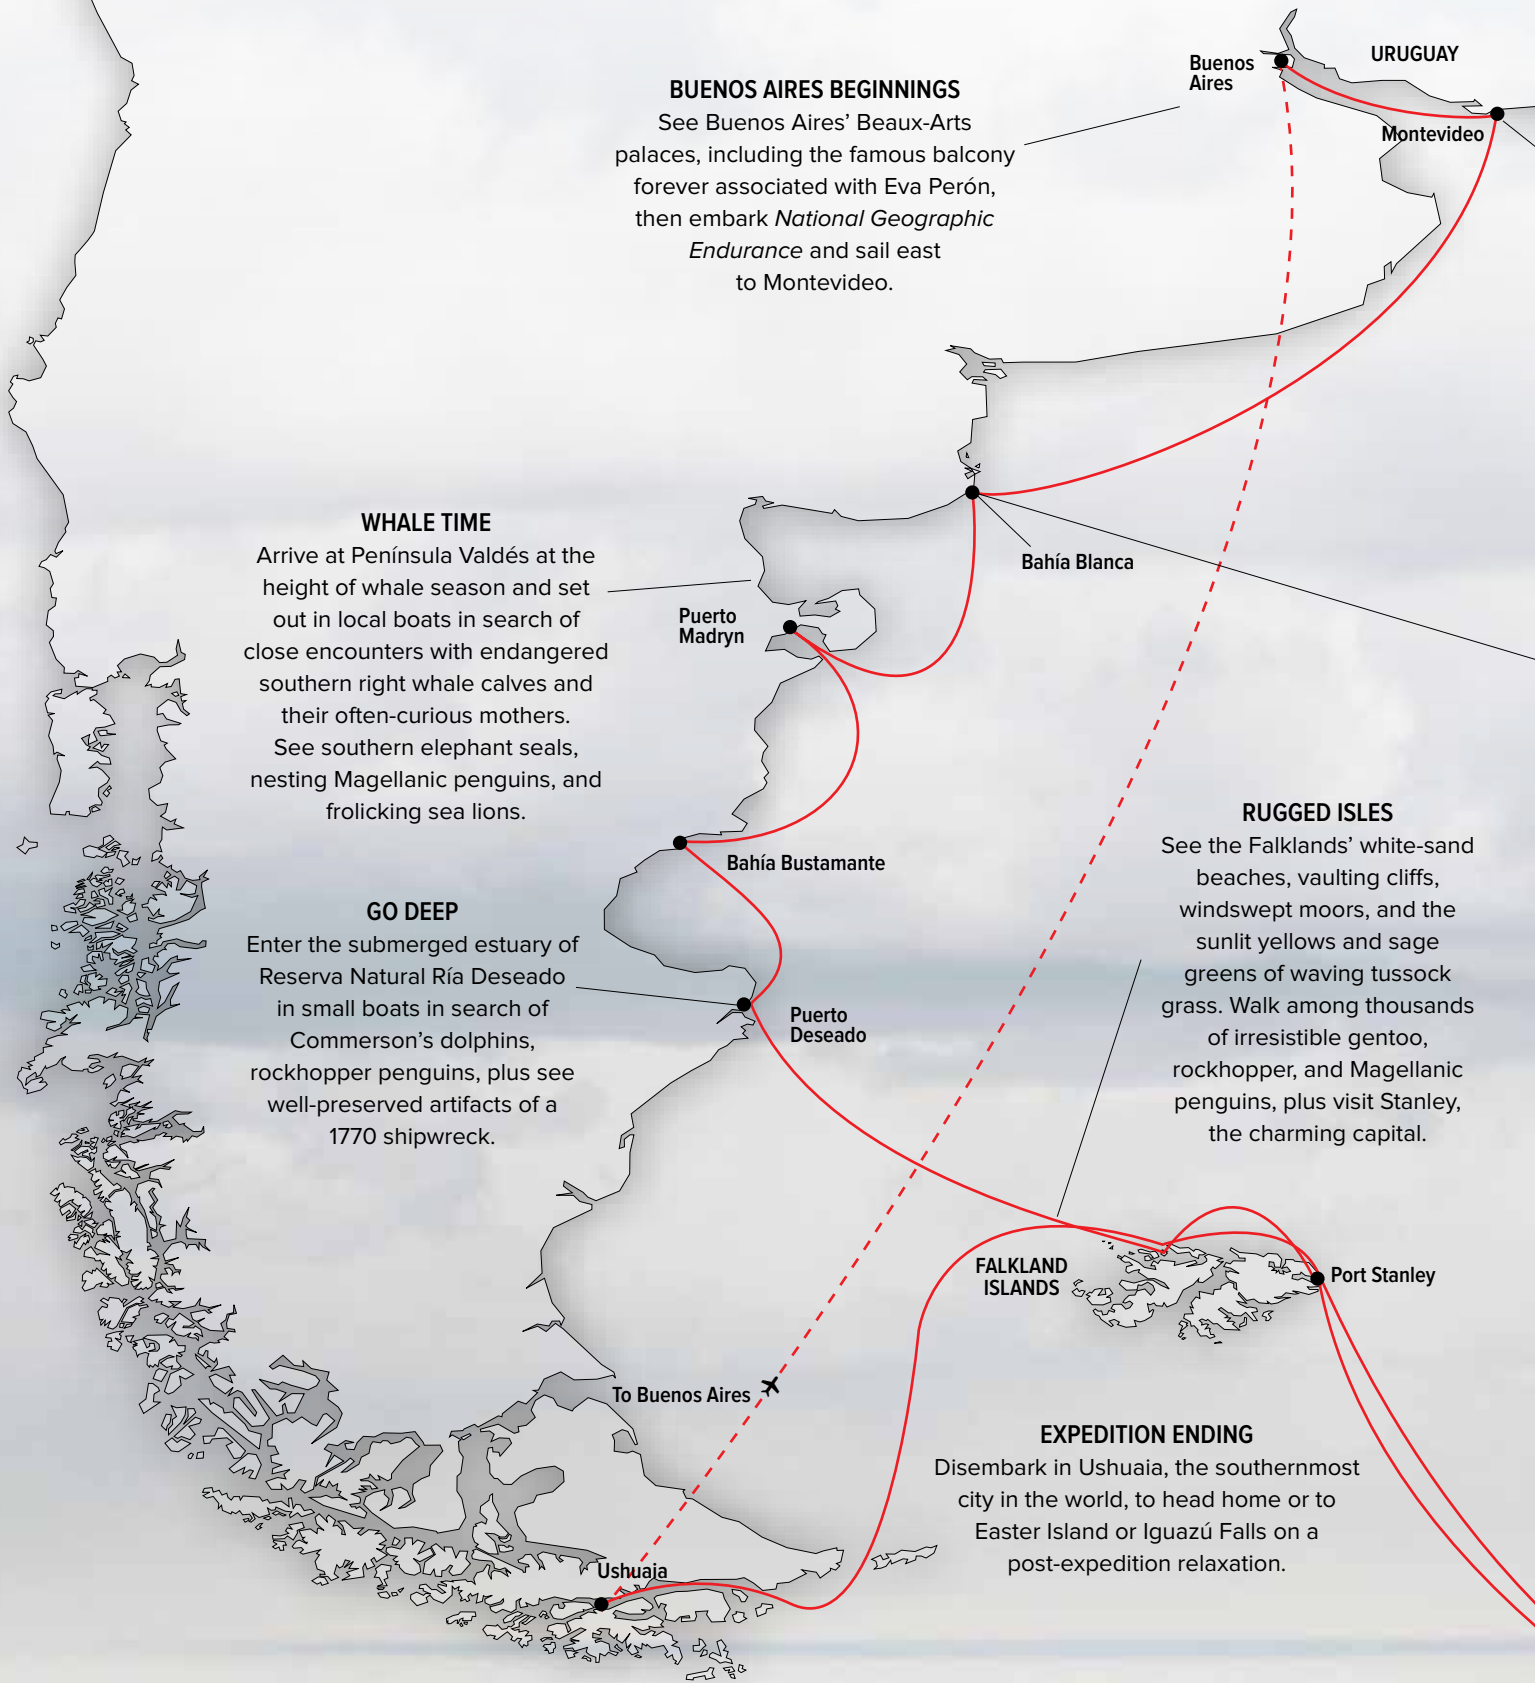 Buenos
Aires
URUGUAY
Montevideo
BUENOS AIRES BEGINNINGS
See Buenos Aires’ Beaux-Arts
palaces, including the famous balcony
forever associated with Eva Perón,
then embark National Geographic
Endurance and sail east
to Montevideo.
WHALE TIME
Arrive at Península Valdés at the
height of whale season and set
out in local boats in search of
close encounters with endangered
southern right whale calves and
their often-curious mothers.
See southern elephant seals,
nesting Magellanic penguins, and
frolicking sea lions.
Bahía Blanca
Puerto
Madryn
RUGGED ISLES
See the Falklands’ white-sand
beaches, vaulting cliffs,
windswept moors, and the
sunlit yellows and sage
greens of waving tussock
grass. Walk among thousands
of irresistible gentoo,
rockhopper, and Magellanic
penguins, plus visit Stanley,
the charming capital.
Bahía Bustamante
GO DEEP
Enter the submerged estuary of
Reserva Natural Ría Deseado
in small boats in search of
Commerson’s dolphins,
rockhopper penguins, plus see
well-preserved artifacts of a
1770 shipwreck.
Puerto
Deseado
FALKLAND
ISLANDS
Port Stanley
To Buenos Aires
EXPEDITION ENDING
Disembark in Ushuaia, the southernmost
city in the world, to head home or to
Easter Island or Iguazú Falls on a
post-expedition relaxation.
Ushuaia